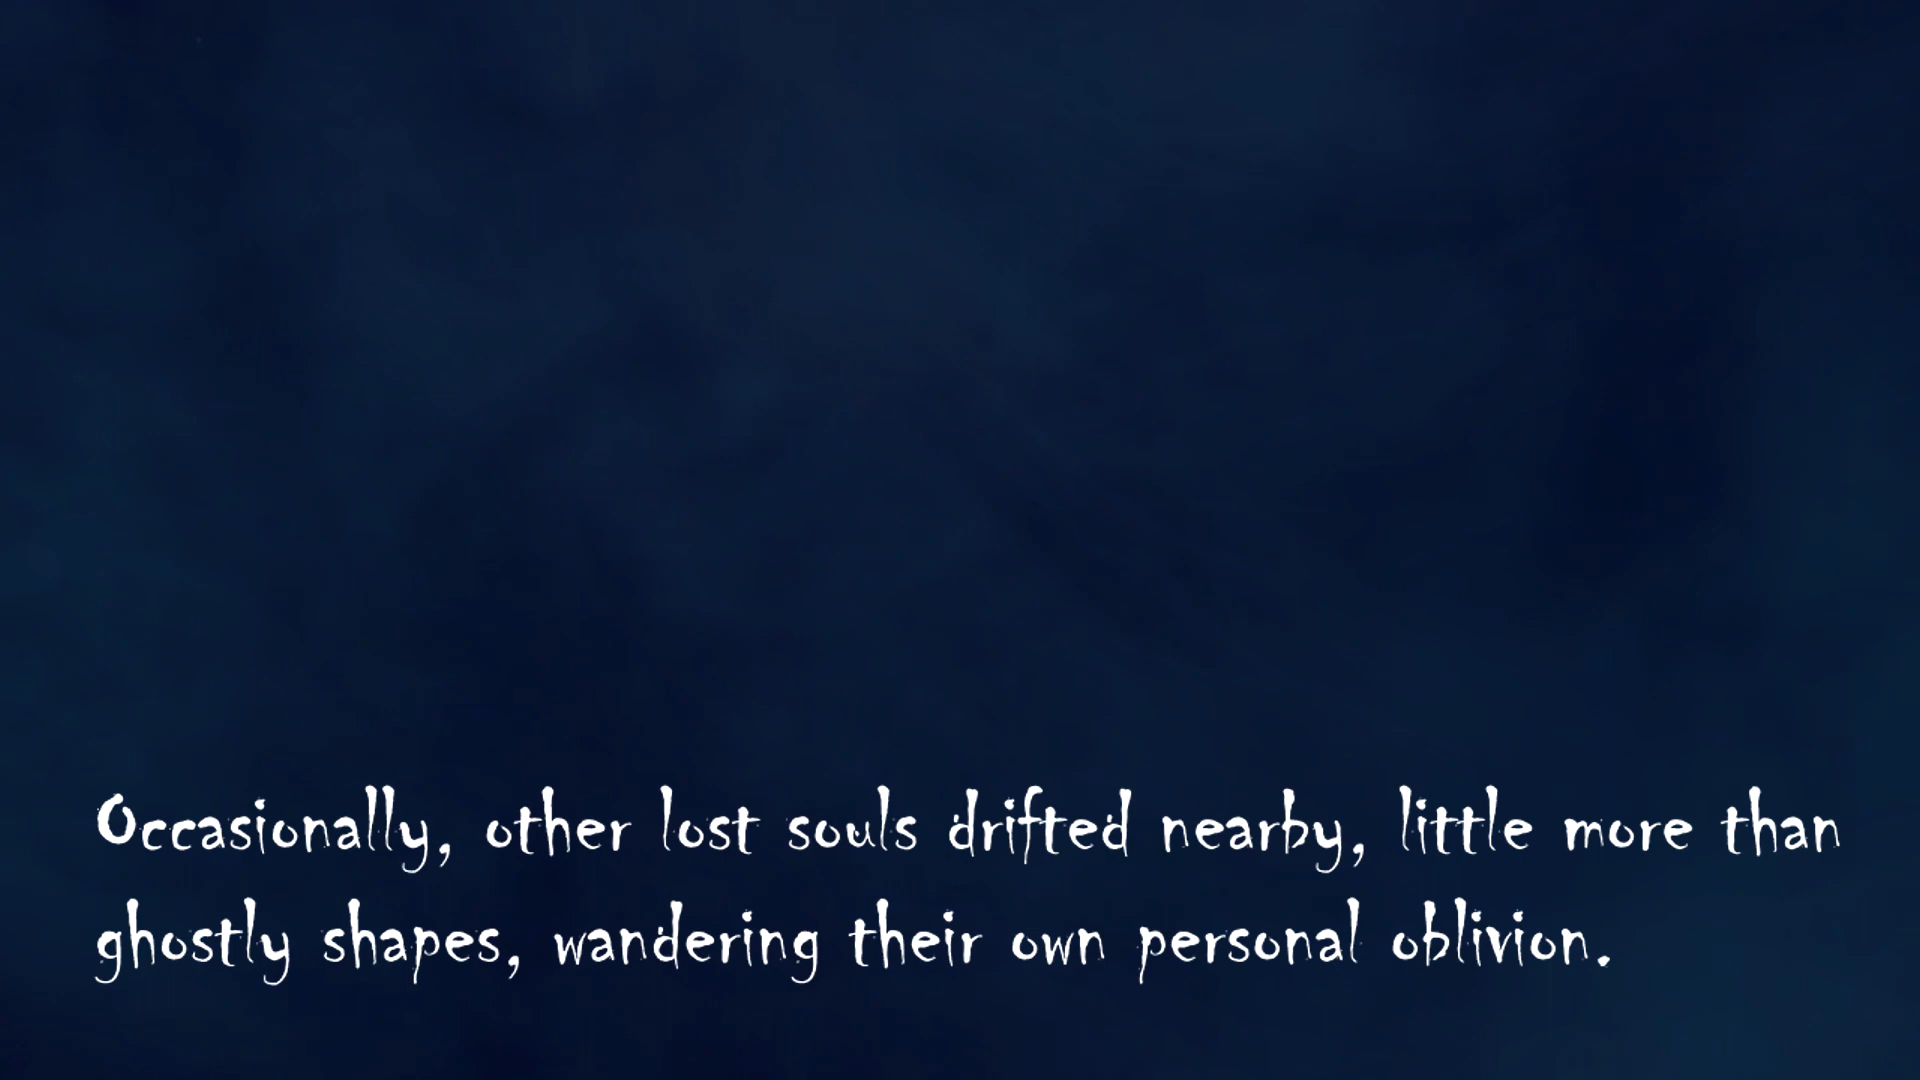 Occasionally, other lost souls drifted nearby, little more than
ghostly shapes, wandering their own personal oblivion.